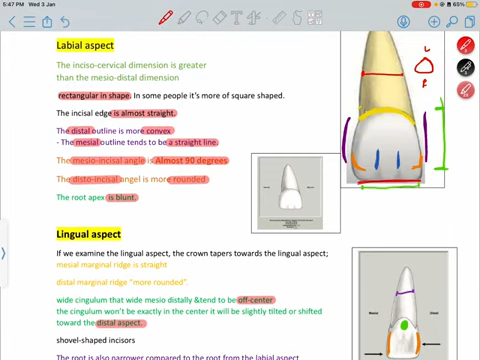 5:47 PM Wed 3 Jan
65%
Labial aspect
The inciso-cervical dimension is greater
than the mesio-distal dimension
rectangular in shape. In some people it's more of square shaped.
The incisal edge is almost straight.
The distal outline is more convex
- The mesial outline tends to be a straight line.
The mesio-incisal angle is Almost 90 degrees
The disto-incisal angel is more rounded
The root apex is blunt.
Lingual aspect
If we examine the lingual aspect, the crown tapers towards the lingual aspect;
mesial marginal ridge is straight
distal marginal ridge "more rounded".
wide cingulum that wide mesio distally &tend to be off-center
the cingulum won't be exactly in the center it will be slightly tilted or shifted
toward the distal aspect.
shovel-shaped incisors
The root is also narrower compared to the root from the labial aspect
Mesio
Distal